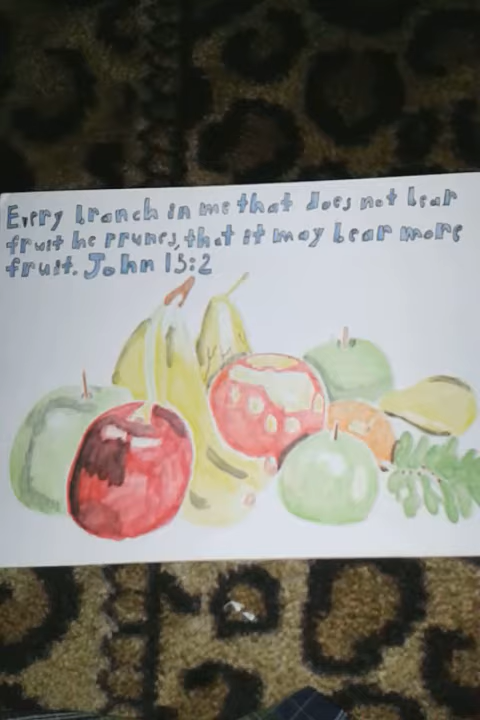 Every branch in me that does not bear
fruit he prunes, that it may bear more
fruit. John 15:2